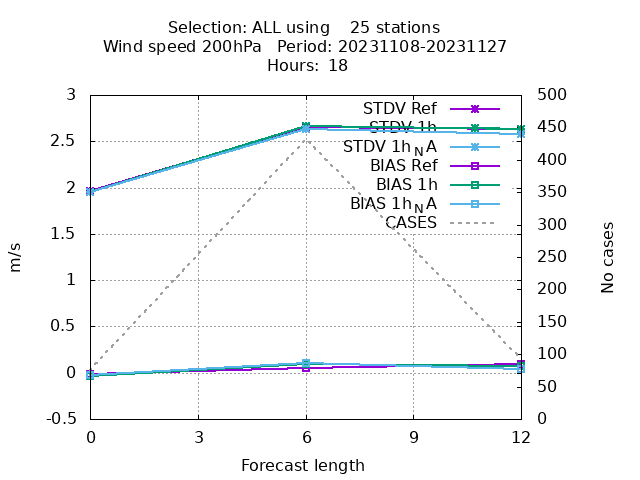 Selection: ALL using    25 stations
Wind speed 200hPa   Period: 20231108-20231127
Hours: 18
3
2.5
2
1.5
1
0.5
0
-0.5
500
450
400
350
300
250
200
150
100
50
0
STDV Ref
STDV 1h
STDV 1hNA
BIAS Ref
BIAS 1h
BIAS 1hNA
CASES
m/s
No cases
0 3 6 9 12
Forecast length